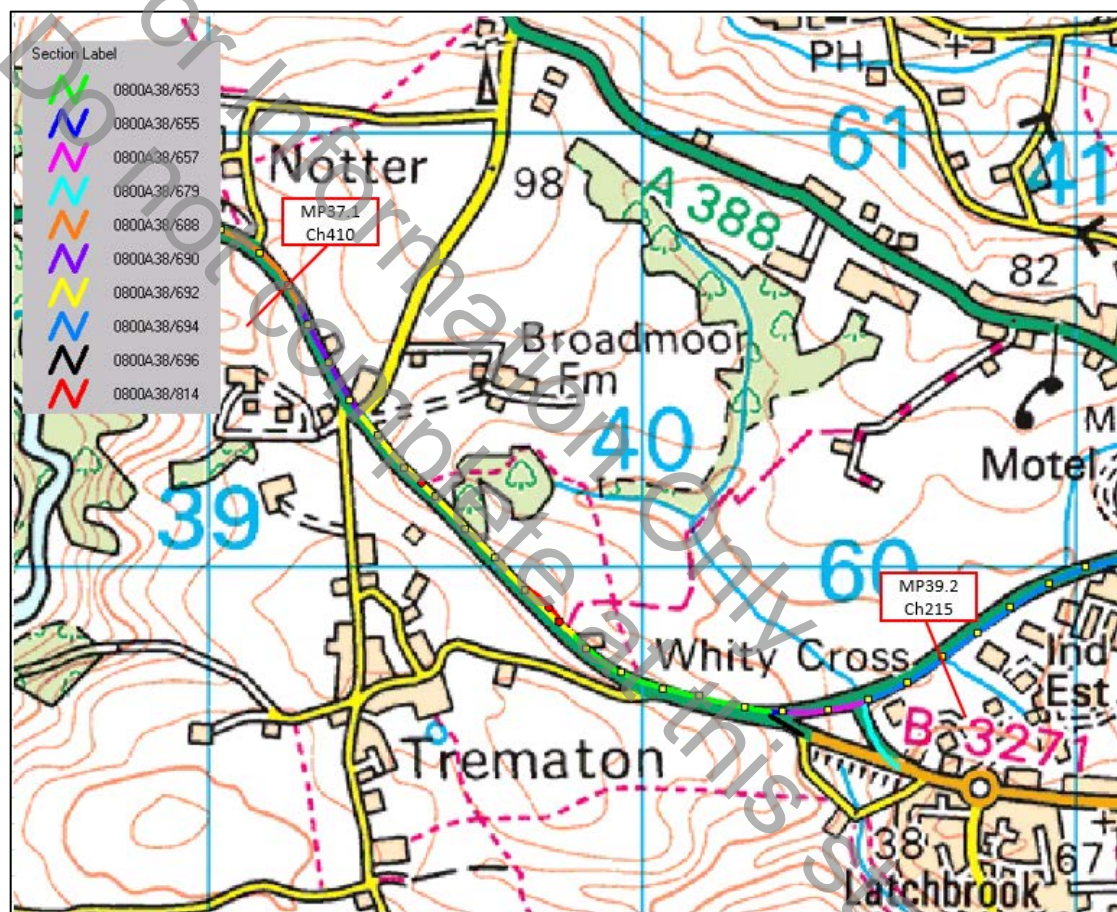 Section Label
0800A38/653
0800A38/655
0800A38/657
0800A38/679
0800A38/688
0800A38/690
0800A38/692
0800A38/694
0800A38/696
0800A38/814
PH
61
41
Notter
98
A 388
MP37.1
Ch410
82
Broadmoor
Fm
40
M
Motel
39
60
MP39.2
Ch215
Whity Cross
Ind
Est
B 3271
Trematon
38
67
Latchbrook
For Information Only
Do not complete at this s